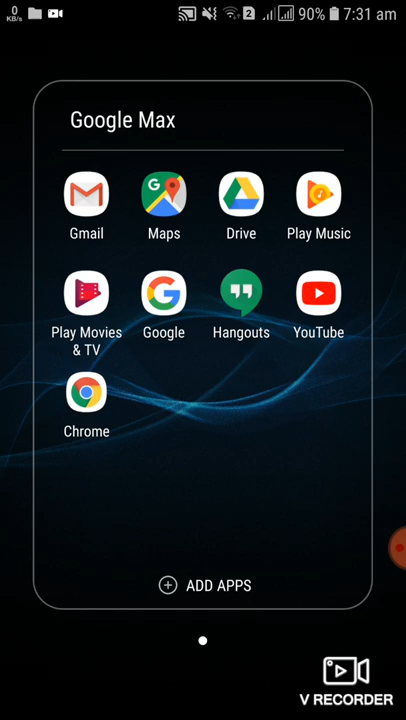 0 KB/s 2 90% 7:31 am
Google Max
Gmail Maps Drive Play Music
Play Movies & TV Google Hangouts YouTube
Chrome
ADD APPS
V RECORDER